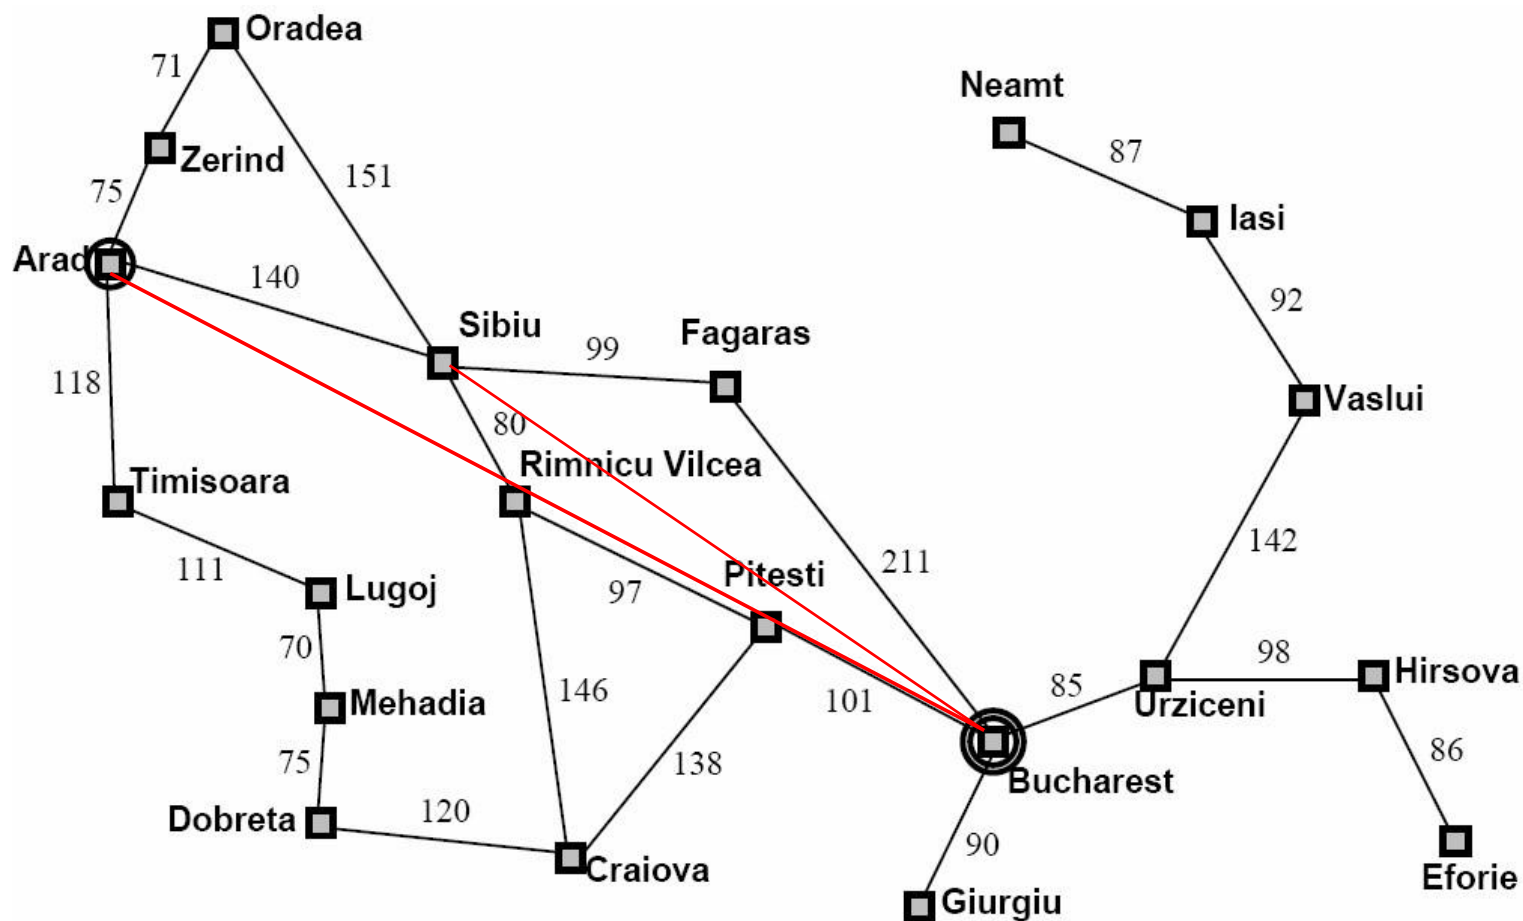 Oradea
71
Neamt
87
Zerind
151
75
Iasi
Arad
140
92
Sibiu
Fagaras
99
118
Vaslui
80
Rimnicu Vilcea
Timisoara
142
111
Lugoj
97
Pitesti
211
70
98
Hirsova
Mehadia
146
101
85
Urziceni
75
138
86
Bucharest
Dobreta
120
90
Craiova
Eforie
Giurgiu